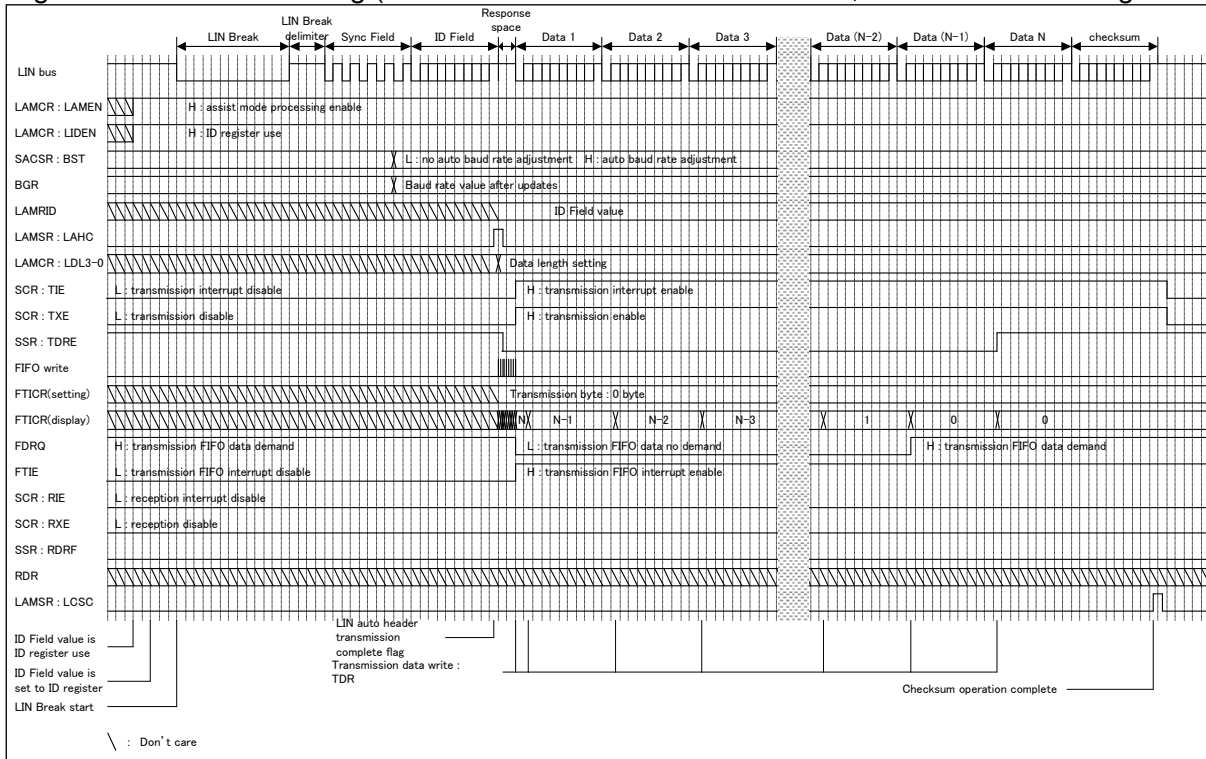 LIN Break
LIN Break delimiter
Sync Field
ID Field
Response space
Data 1
Data 2
Data 3
Data (N-2)
Data (N-1)
Data N
checksum
LIN bus
LAMCR : LAMEN
H : assist mode processing enable
LAMCR : LIDEN
H : ID register use
SACSR : BST
L : no auto baud rate adjustment H : auto baud rate adjustment
BGR
Baud rate value after updates
LAMRID
ID Field value
LAMSR : LAHC
LAMCR : LDL3-0
Data length setting
SCR : TIE
L : transmission interrupt disable
H : transmission interrupt enable
SCR : TXE
L : transmission disable
H : transmission enable
SSR : TDRE
FIFO write
FTICR(setting)
Transmission byte : 0 byte
FTICR(display)
N
N-1
N-2
N-3
1
0
0
FDRQ
H : transmission FIFO data demand
L : transmission FIFO data no demand
H : transmission FIFO data demand
FTIE
L : transmission FIFO interrupt disable
H : transmission FIFO interrupt enable
SCR : RIE
L : reception interrupt disable
SCR : RXE
L : reception disable
SSR : RDRF
RDR
LAMSR : LCSC
ID Field value is
ID register use
ID Field value is
set to ID register
LIN Break start
LIN auto header
transmission
complete flag
Transmission data write :
TDR
Checksum operation complete
\ : Don't care